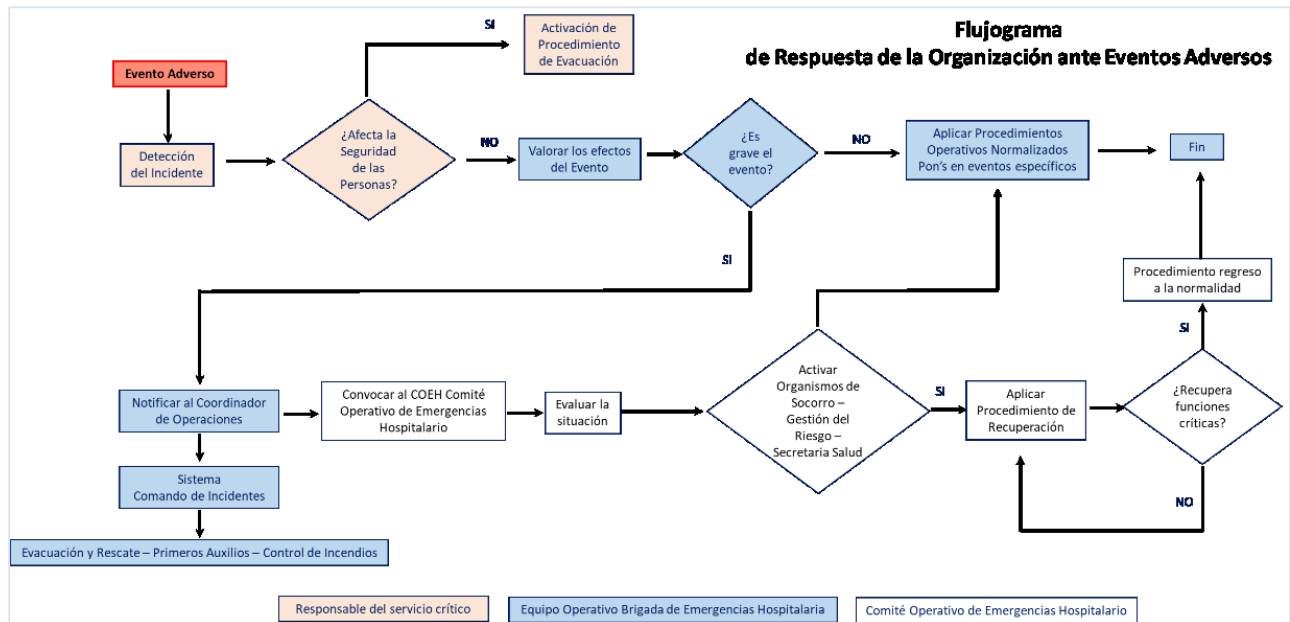 Flujograma
de Respuesta de la Organización ante Eventos Adversos
SI
Activación de
Procedimiento
de Evacuación
Evento Adverso
Detección
del Incidente
¿Afecta la
Seguridad
de las
Personas?
NO
Valorar los efectos
del Evento
¿Es
grave el
evento?
NO
Aplicar Procedimientos
Operativos Normalizados
Pon's en eventos específicos
Fin
SI
Procedimiento regreso
a la normalidad
SI
Notificar al Coordinador
de Operaciones
Convocar al COEH Comité
Operativo de Emergencias
Hospitalario
Evaluar la
situación
Activar
Organismos de
Socorro –
Gestión del
Riesgo –
Secretaria Salud
SI
Aplicar
Procedimiento de
Recuperación
¿Recupera
funciones
críticas?
NO
Sistema
Comando de Incidentes
Evacuación y Rescate – Primeros Auxilios – Control de Incendios
Responsable del servicio crítico
Equipo Operativo Brigada de Emergencias Hospitalaria
Comité Operativo de Emergencias Hospitalario